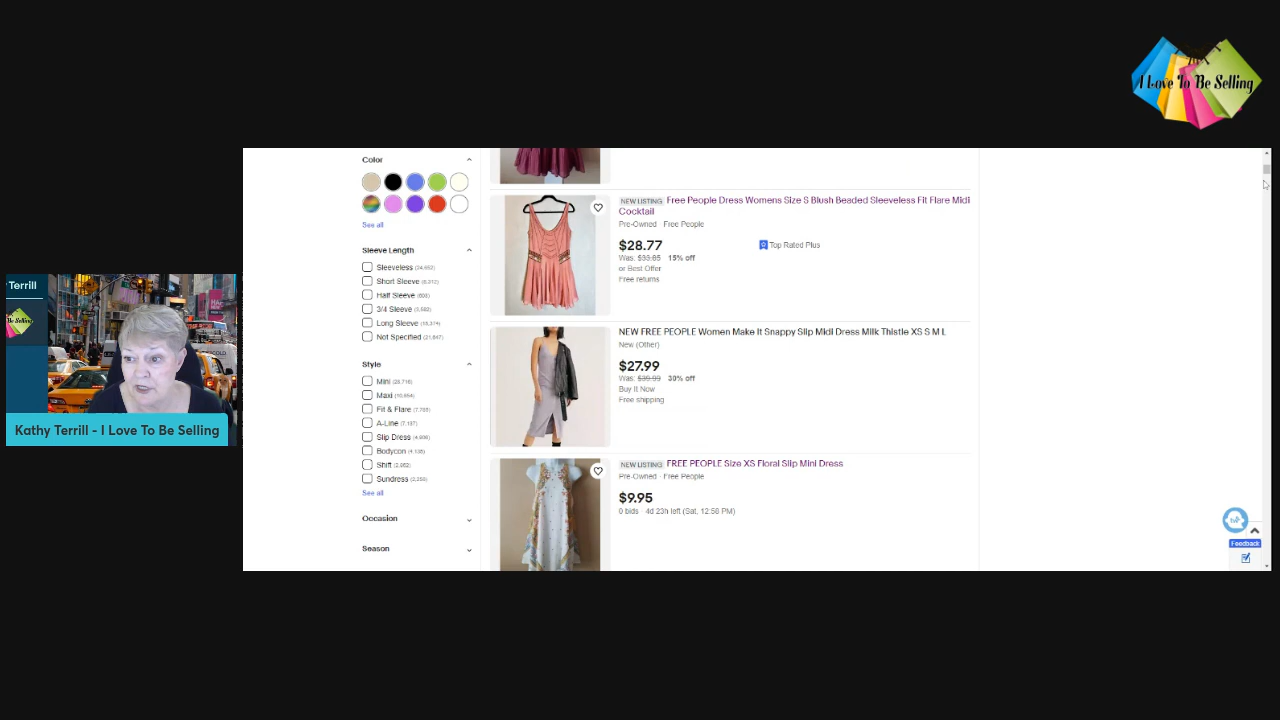 I Love To Be Selling
Terrill
Selling
Kathy Terrill - I Love To Be Selling
Color
See all
Sleeve Length
Sleeveless
Short Sleeve
Half Sleeve
3/4 Sleeve
Long Sleeve
Not Specified
Style
Mini
Maxi
Fit & Flare
A-Line
Slip Dress
Bodycon
Shift
Sundress
See all
Occasion
Season
NEW LISTING Free People Dress Womens Size S Blush Beaded Sleeveless Fit Flare Midi
Cocktail
Pre-Owned · Free People
$28.77
Top Rated Plus
Was: 15% off
or Best Offer
Free returns
NEW FREE PEOPLE Women Make It Snappy Slip Midi Dress Milk Thistle XS S M L
New (Other)
$27.99
Was: $39.99 30% off
Buy It Now
Free shipping
NEW LISTING FREE PEOPLE Size XS Floral Slip Mini Dress
Pre-Owned · Free People
$9.95
0 bids · 4d 23h left (Sat, 12:58 PM)
Feedback